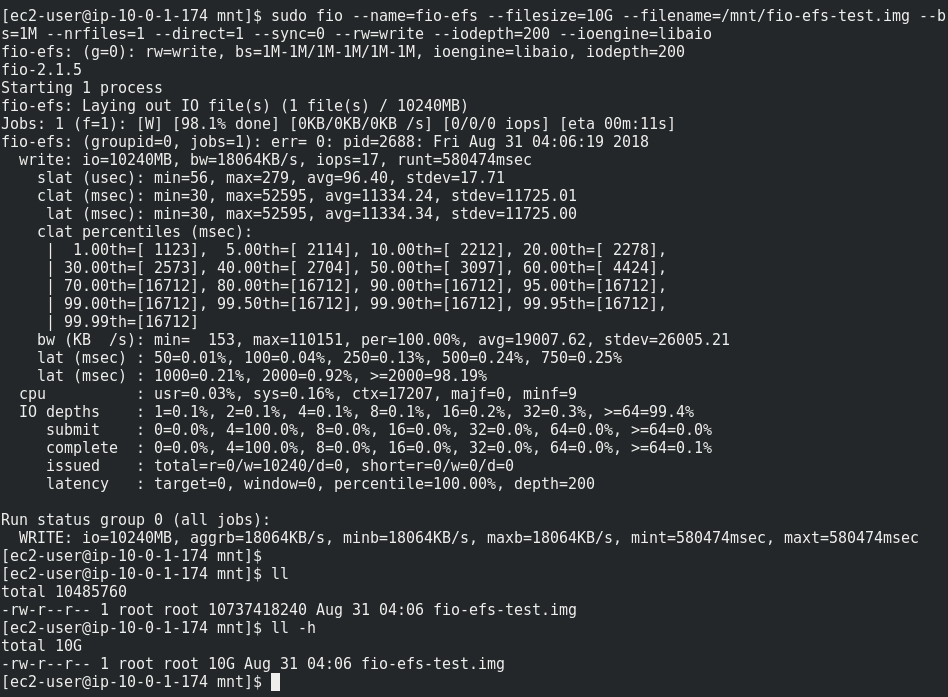 [ec2-user@ip-10-0-1-174 mnt]$ sudo fio --name=fio-efs --filesize=10G --filename=/mnt/fio-efs-test.img --b
s=1M --nrfiles=1 --direct=1 --sync=0 --rw=write --iodepth=200 --ioengine=libaio
fio-efs: (g=0): rw=write, bs=1M-1M/1M-1M/1M-1M, ioengine=libaio, iodepth=200
fio-2.1.5
Starting 1 process
fio-efs: Laying out IO file(s) (1 file(s) / 10240MB)
Jobs: 1 (f=1): [W] [98.1% done] [0KB/0KB/0KB /s] [0/0/0 iops] [eta 00m:11s]
fio-efs: (groupid=0, jobs=1): err= 0: pid=2688: Fri Aug 31 04:06:19 2018
  write: io=10240MB, bw=18064KB/s, iops=17, runt=580474msec
    slat (usec): min=56, max=279, avg=96.40, stdev=17.71
    clat (msec): min=30, max=52595, avg=11334.24, stdev=11725.01
     lat (msec): min=30, max=52595, avg=11334.34, stdev=11725.00
    clat percentiles (msec):
     |  1.00th=[ 1123],  5.00th=[ 2114], 10.00th=[ 2212], 20.00th=[ 2278],
     | 30.00th=[ 2573], 40.00th=[ 2704], 50.00th=[ 3097], 60.00th=[ 4424],
     | 70.00th=[16712], 80.00th=[16712], 90.00th=[16712], 95.00th=[16712],
     | 99.00th=[16712], 99.50th=[16712], 99.90th=[16712], 99.95th=[16712],
     | 99.99th=[16712]
    bw (KB  /s): min=  153, max=110151, per=100.00%, avg=19007.62, stdev=26005.21
    lat (msec) : 50=0.01%, 100=0.04%, 250=0.13%, 500=0.24%, 750=0.25%
    lat (msec) : 1000=0.21%, 2000=0.92%, >=2000=98.19%
  cpu          : usr=0.03%, sys=0.16%, ctx=17207, majf=0, minf=9
  IO depths    : 1=0.1%, 2=0.1%, 4=0.1%, 8=0.1%, 16=0.2%, 32=0.3%, >=64=99.4%
     submit    : 0=0.0%, 4=100.0%, 8=0.0%, 16=0.0%, 32=0.0%, 64=0.0%, >=64=0.0%
     complete  : 0=0.0%, 4=100.0%, 8=0.0%, 16=0.0%, 32=0.0%, 64=0.0%, >=64=0.1%
     issued    : total=r=0/w=10240/d=0, short=r=0/w=0/d=0
     latency   : target=0, window=0, percentile=100.00%, depth=200

Run status group 0 (all jobs):
  WRITE: io=10240MB, aggrb=18064KB/s, minb=18064KB/s, maxb=18064KB/s, mint=580474msec, maxt=580474msec
[ec2-user@ip-10-0-1-174 mnt]$
[ec2-user@ip-10-0-1-174 mnt]$ ll
total 10485760
-rw-r--r-- 1 root root 10737418240 Aug 31 04:06 fio-efs-test.img
[ec2-user@ip-10-0-1-174 mnt]$ ll -h
total 10G
-rw-r--r-- 1 root root 10G Aug 31 04:06 fio-efs-test.img
[ec2-user@ip-10-0-1-174 mnt]$